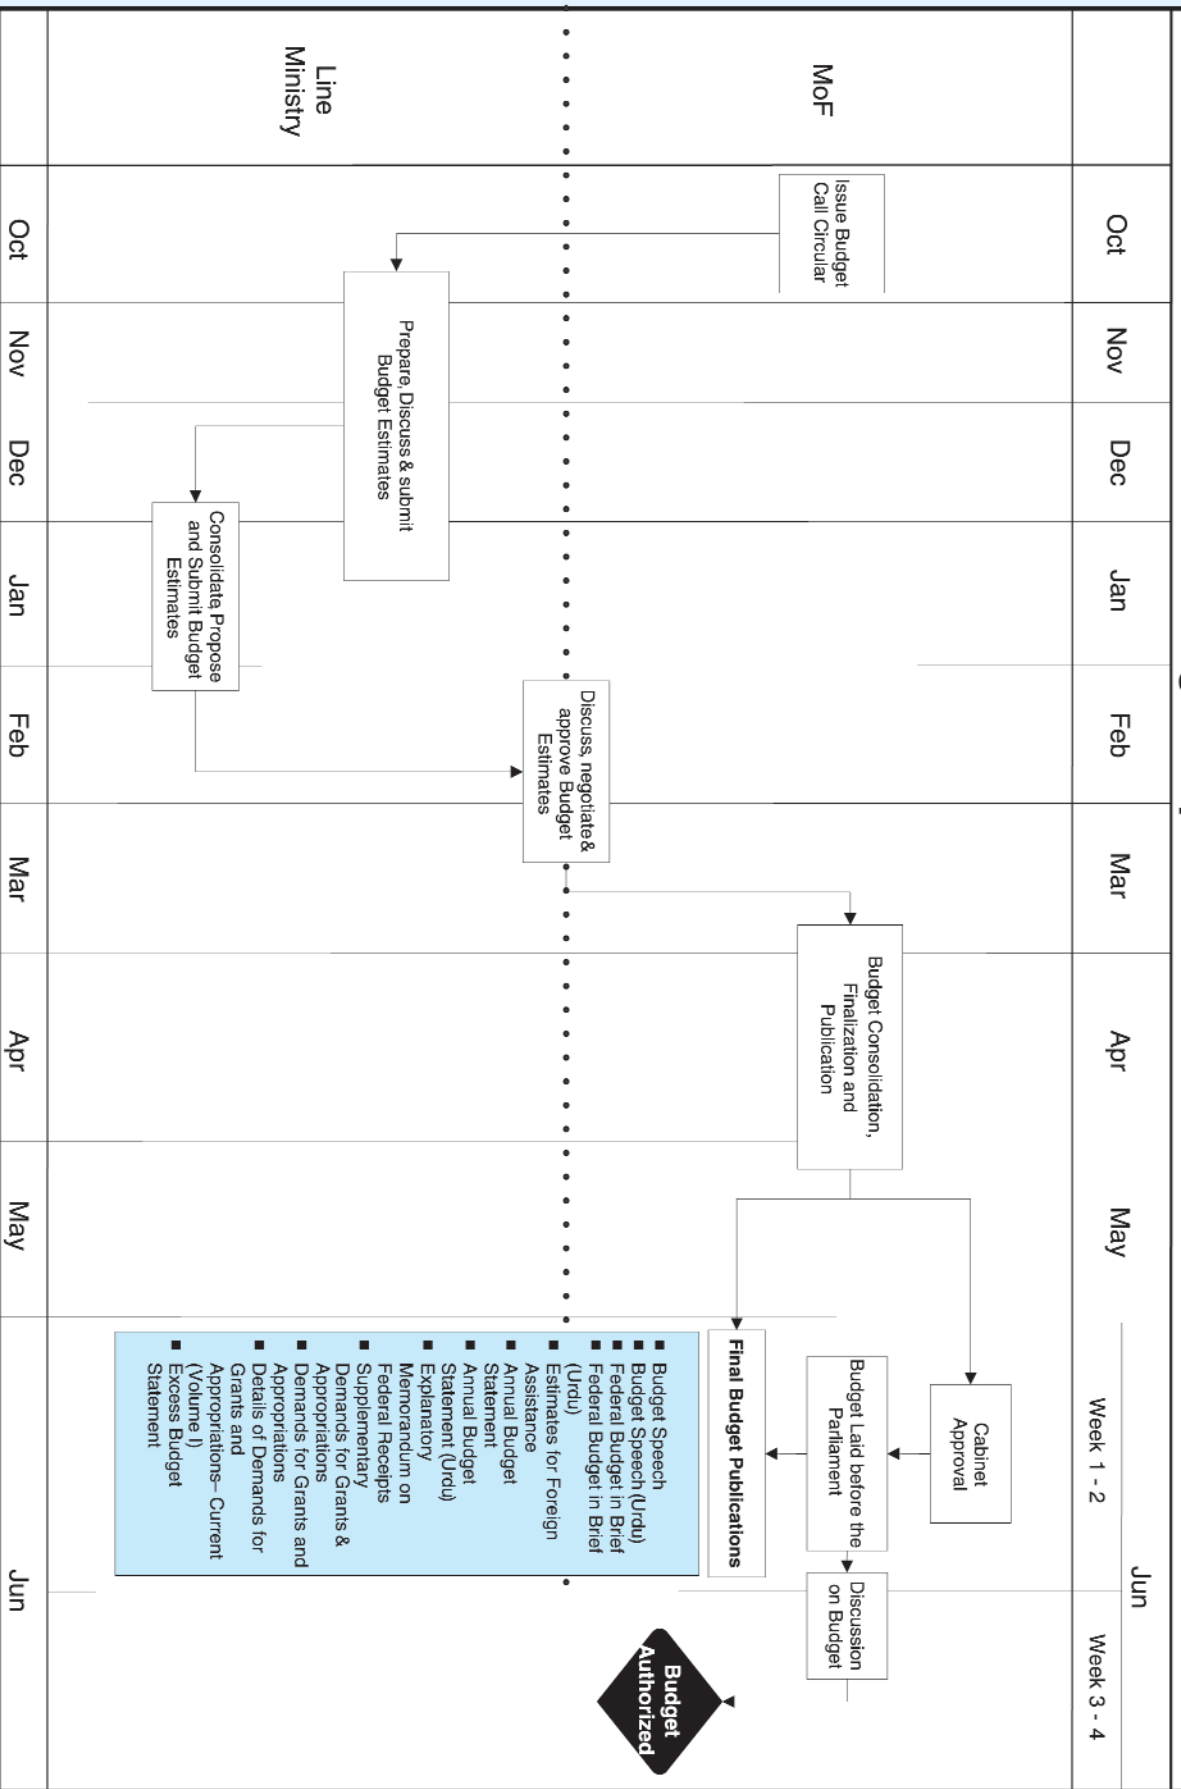 Jun
Oct
Nov
Dec
Jan
Feb
Mar
Apr
May
Week 1 - 2
Week 3 - 4
MoF
Issue Budget
Call Circular
Budget Consolidation,
Finalization and
Publication
Cabinet
Approval
Budget Laid before the
Parliament
Discussion
on Budget
Final Budget Publications
Budget
Authorized
Discuss, negotiate &
approve Budget
Estimates
Line
Ministry
Prepare, Discuss & submit
Budget Estimates
Consolidate, Propose
and Submit Budget
Estimates
■ Budget Speech
■ Budget Speech (Urdu)
■ Federal Budget in Brief
■ Federal Budget in Brief
(Urdu)
■ Estimates for Foreign
Assistance
■ Annual Budget
Statement
■ Annual Budget
Statement (Urdu)
■ Explanatory
Memorandum on
Federal Receipts
■ Supplementary
Demands for Grants &
Appropriations
■ Demands for Grants and
Appropriations
■ Details of Demands for
Grants and
Appropriations– Current
(Volume I)
■ Excess Budget
Statement
Oct
Nov
Dec
Jan
Feb
Mar
Apr
May
Jun